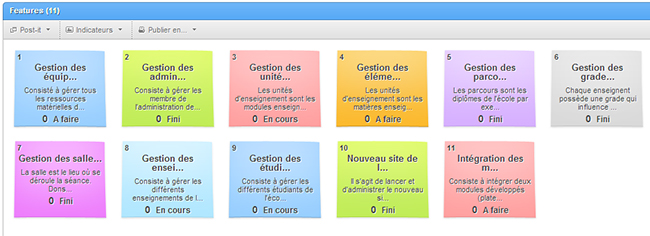 Features (11)
Post-it
Indicateurs
Publier en...
1
Gestion des
équip...
Consisté à gérer tous
les ressources
matérielles d...
0 A faire
2
Gestion des
admin...
Consiste à gérer les
membre de
l'administration de...
0 Fini
3
Gestion des
unité...
Les unités
d'enseignement sont les
modules enseign...
0 En cours
4
Gestion des
éléme...
Les unités
d'enseignement sont les
matières enseig...
0 A faire
5
Gestion des
parco...
Les parcours sont les
diplômes de l'école par
exe...
0 Fini
6
Gestion des
grade...
Chaque enseignent
possède une grade qui
influence ...
0 Fini
7
Gestion des salle...
La salle est le lieu où se
déroule la séance.
Dons...
0 Fini
8
Gestion des
ensei...
Consiste à gérer les
différents
enseignements de l...
0 En cours
9
Gestion des
étudi...
Consiste à gérer les
différents étudiants de
l'éco...
0 En cours
10
Nouveau site de
l...
Il s'agit de lancer et
d'administrer le nouveau
si...
0 Fini
11
Intégration des
m...
Consiste à intégrer deux
modules développés
(plate...
0 A faire